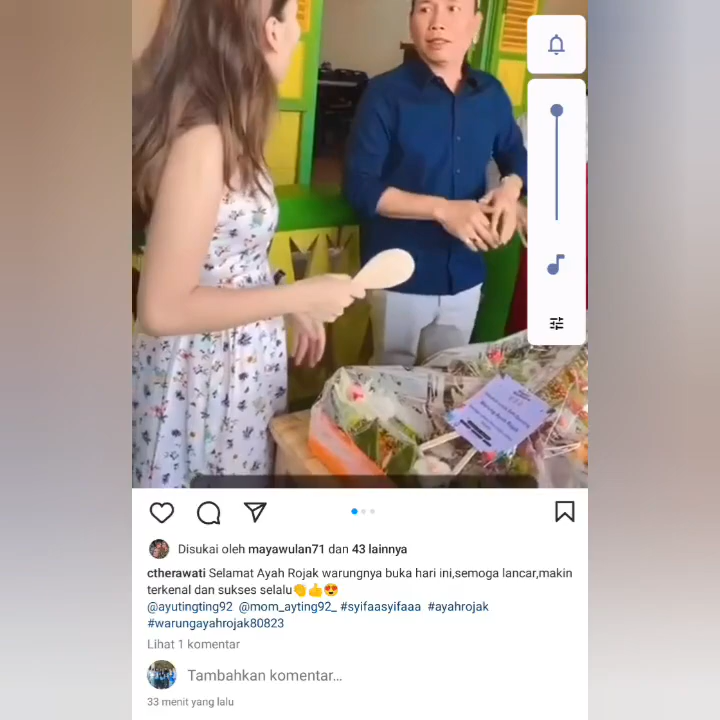 Disukai oleh mayawulan71 dan 43 lainnya
ctherawati Selamat Ayah Rojak warungnya buka hari ini,semoga lancar,makin
terkenal dan sukses selalu👏👍😍
@ayutingting92 @mom_ayting92_ #syifaasyifaaa #ayahrojak
#warungayahrojak80823
Lihat 1 komentar
Tambahkan komentar...
33 menit yang lalu